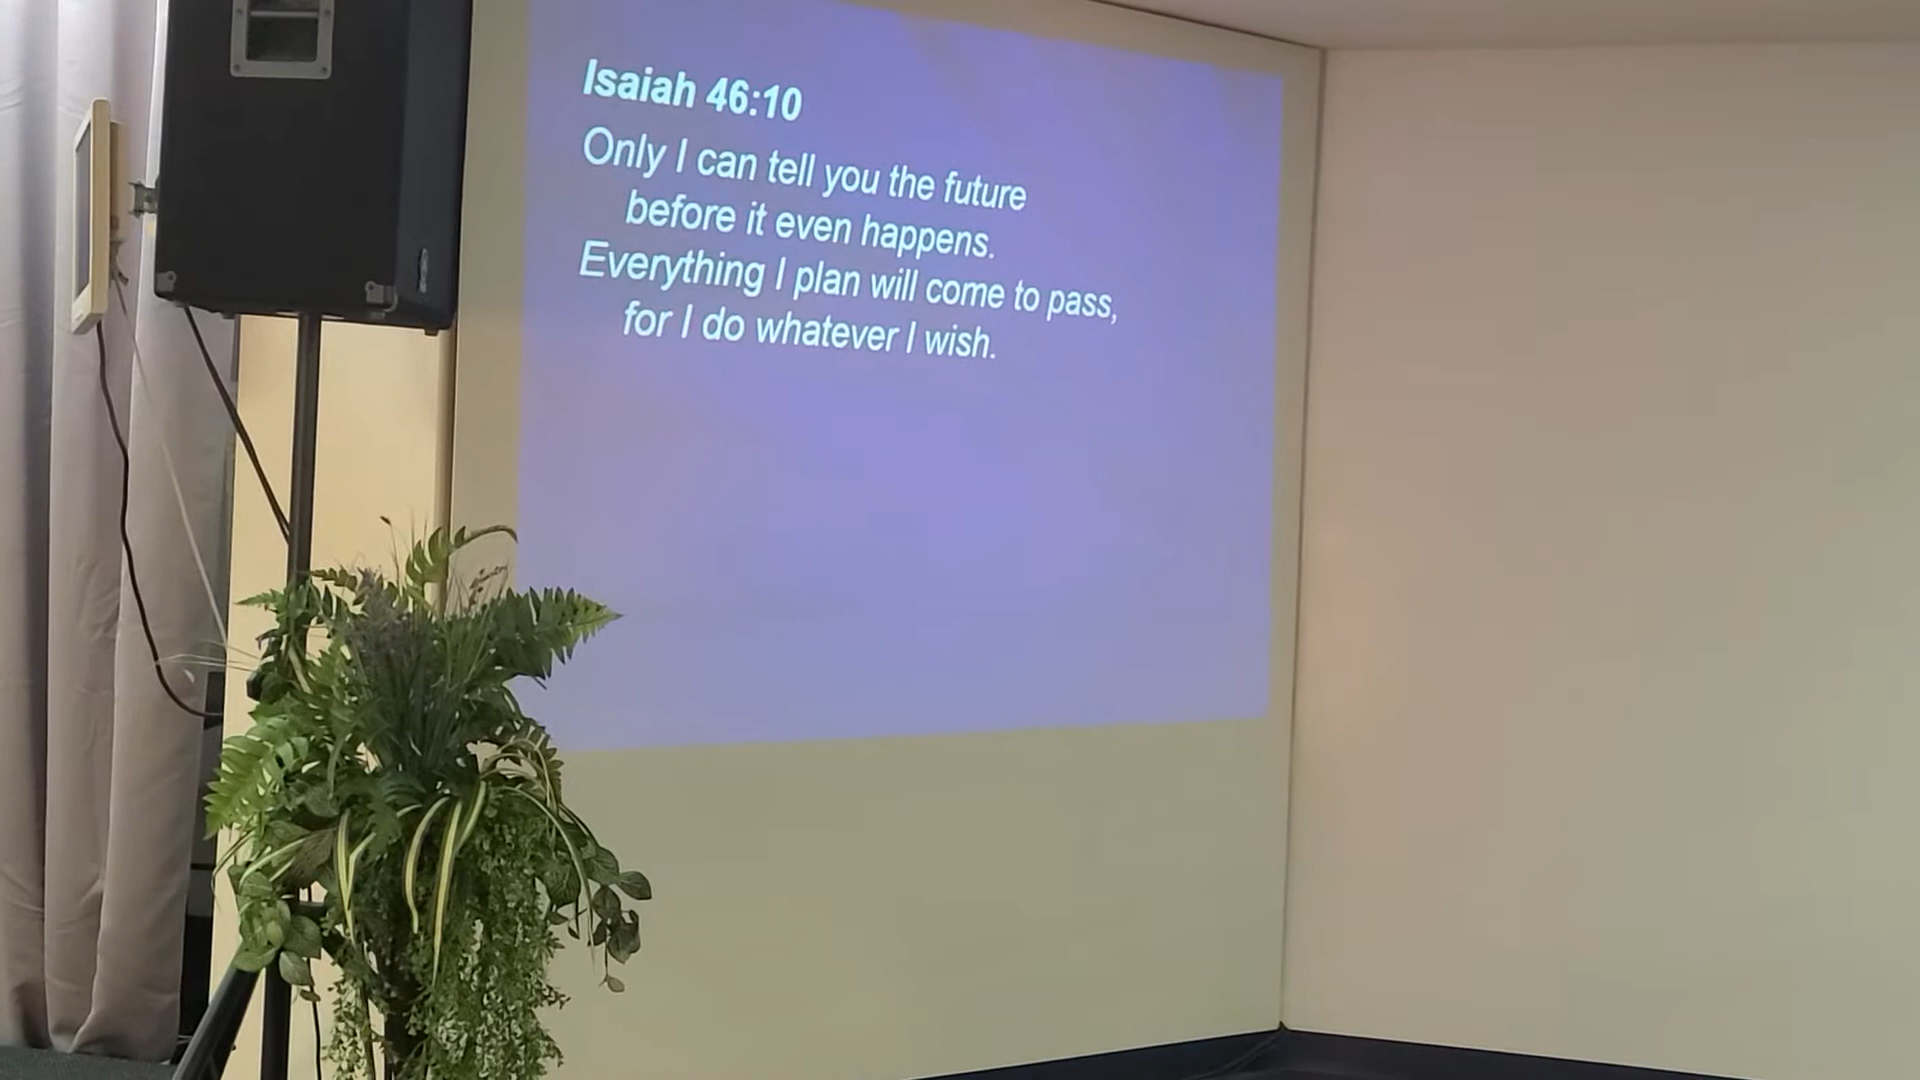 Isaiah 46:10
Only I can tell you the future
before it even happens.
Everything I plan will come to pass,
for I do whatever I wish.